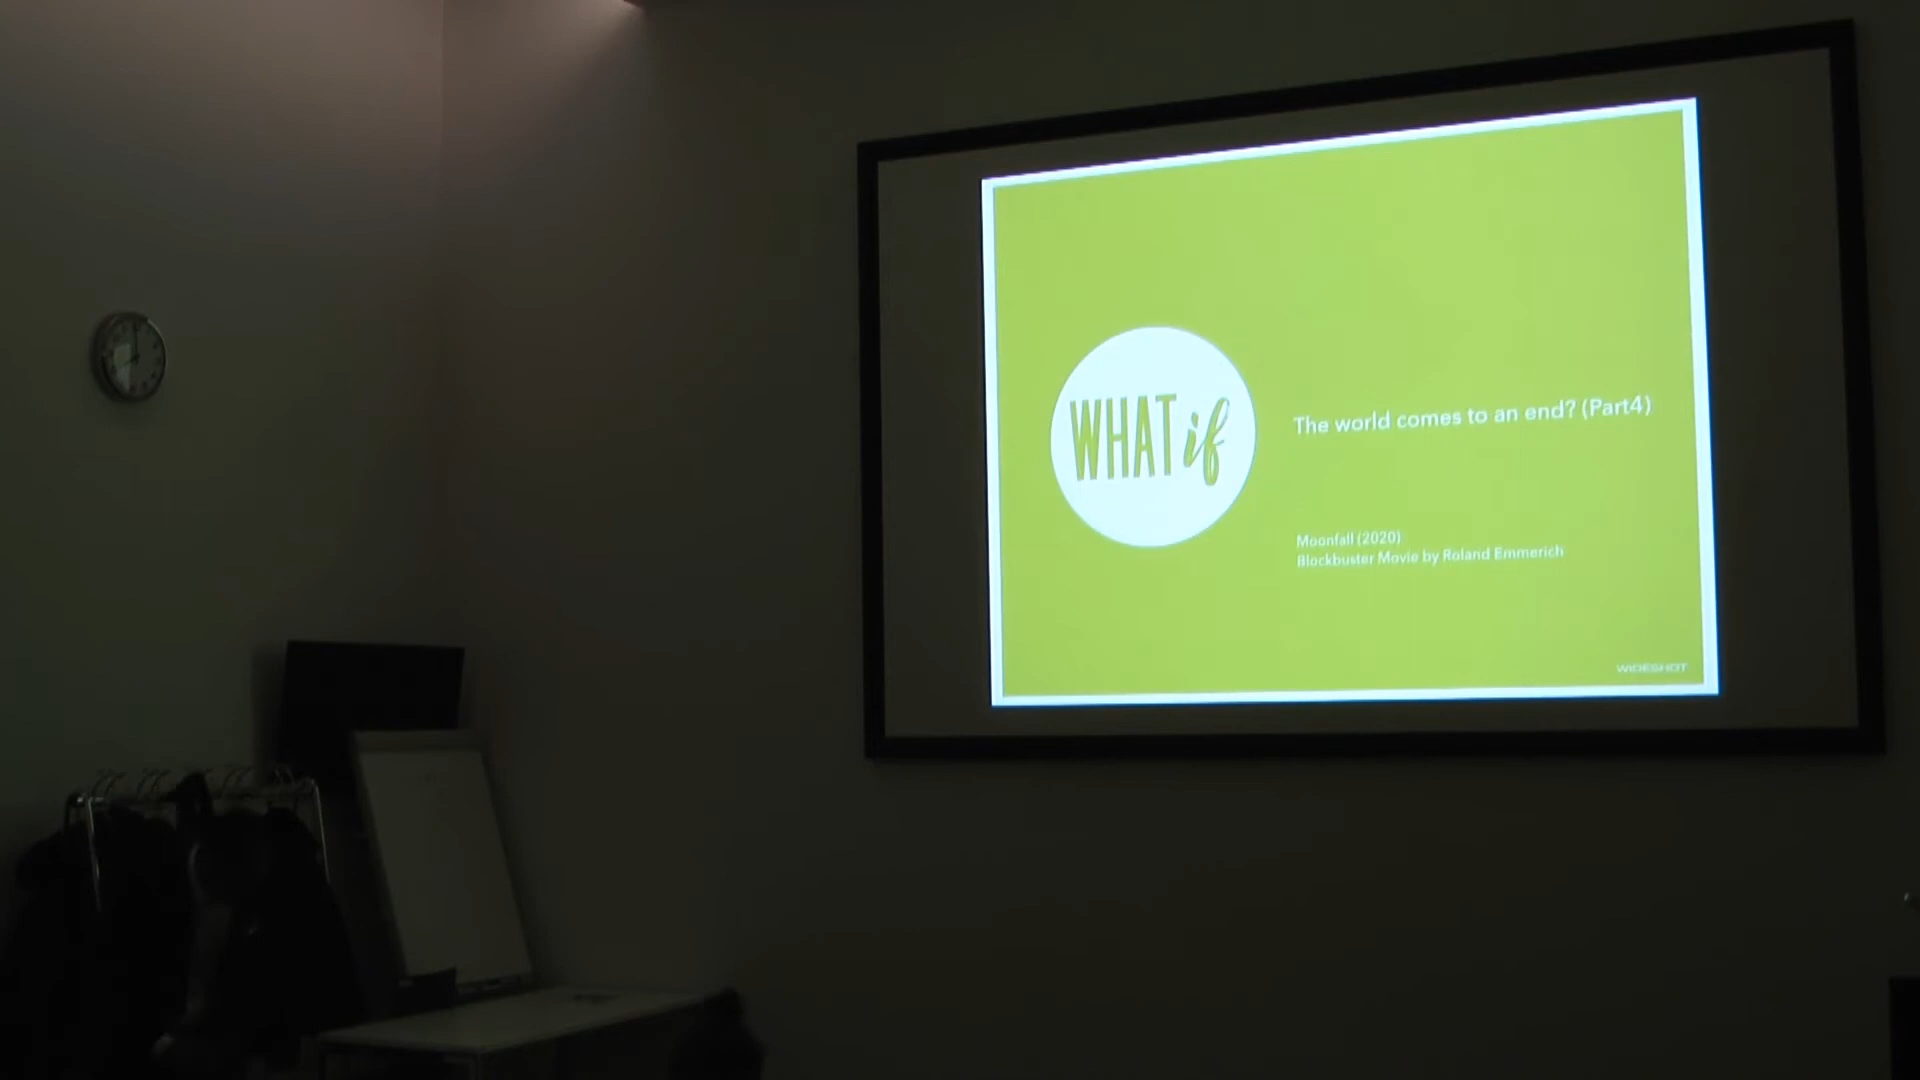 WHAT if
The world comes to an end? (Part4)
Moonfall (2020)
Blockbuster Movie by Roland Emmerich
WIDESHOT